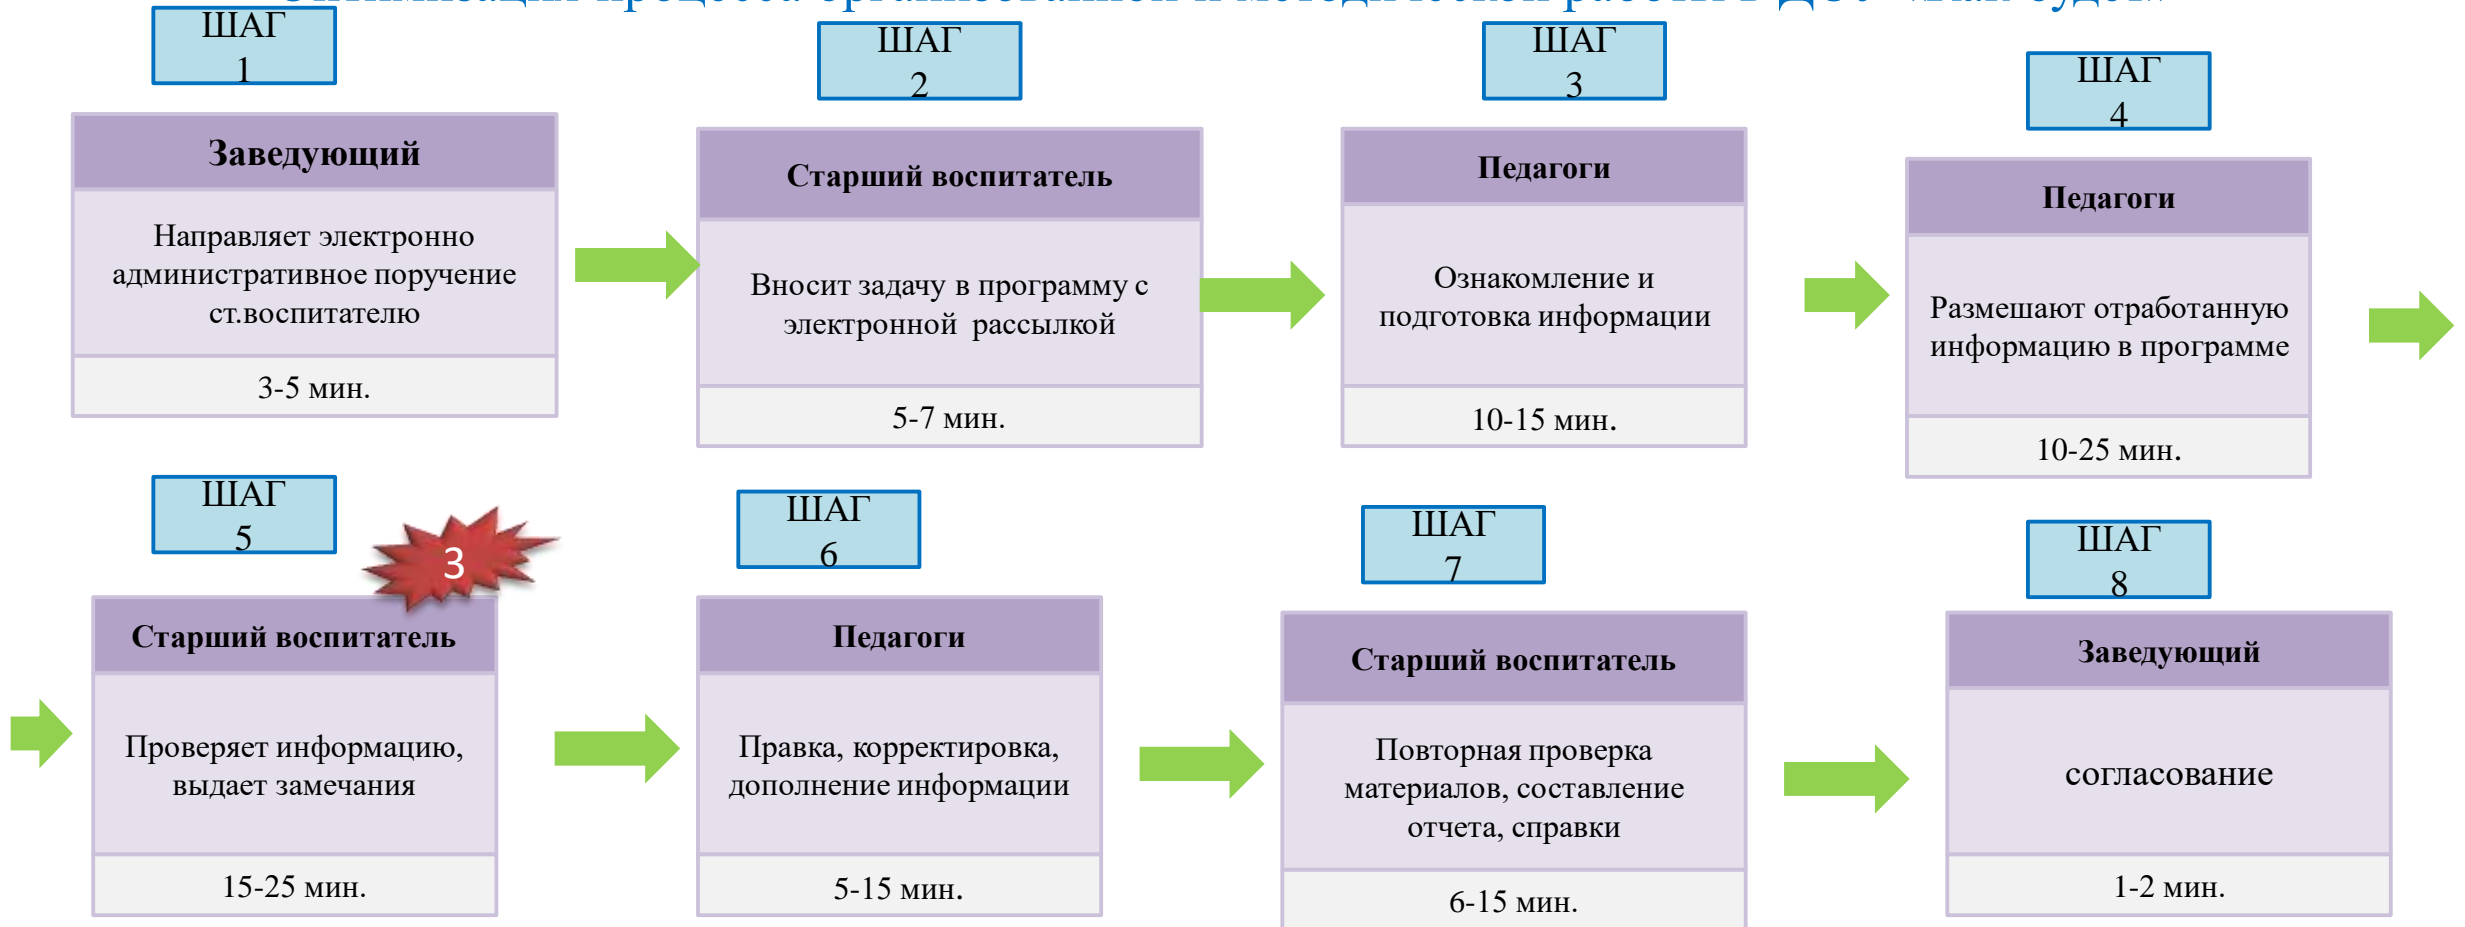 ШАГ
1
ШАГ
2
ШАГ
3
ШАГ
4
Заведующий
Направляет электронно
административное поручение
ст.воспитателю
3-5 мин.
Старший воспитатель
Вносит задачу в программу с
электронной рассылкой
5-7 мин.
Педагоги
Ознакомление и
подготовка информации
10-15 мин.
Педагоги
Размешают отработанную
информацию в программе
10-25 мин.
ШАГ
5
3
ШАГ
6
ШАГ
7
ШАГ
8
Старший воспитатель
Проверяет информацию,
выдает замечания
15-25 мин.
Педагоги
Правка, корректировка,
дополнение информации
5-15 мин.
Старший воспитатель
Повторная проверка
материалов, составление
отчета, справки
6-15 мин.
Заведующий
согласование
1-2 мин.